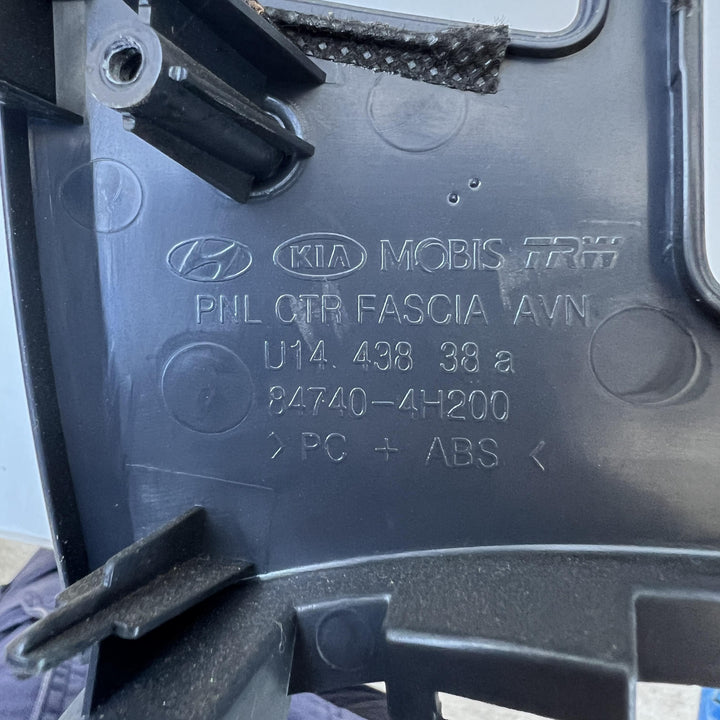 KIA MOBIS TRW
PNL CTR FASCIA AVN
U14 438 38 a
84740-4H200
>PC + ABS<